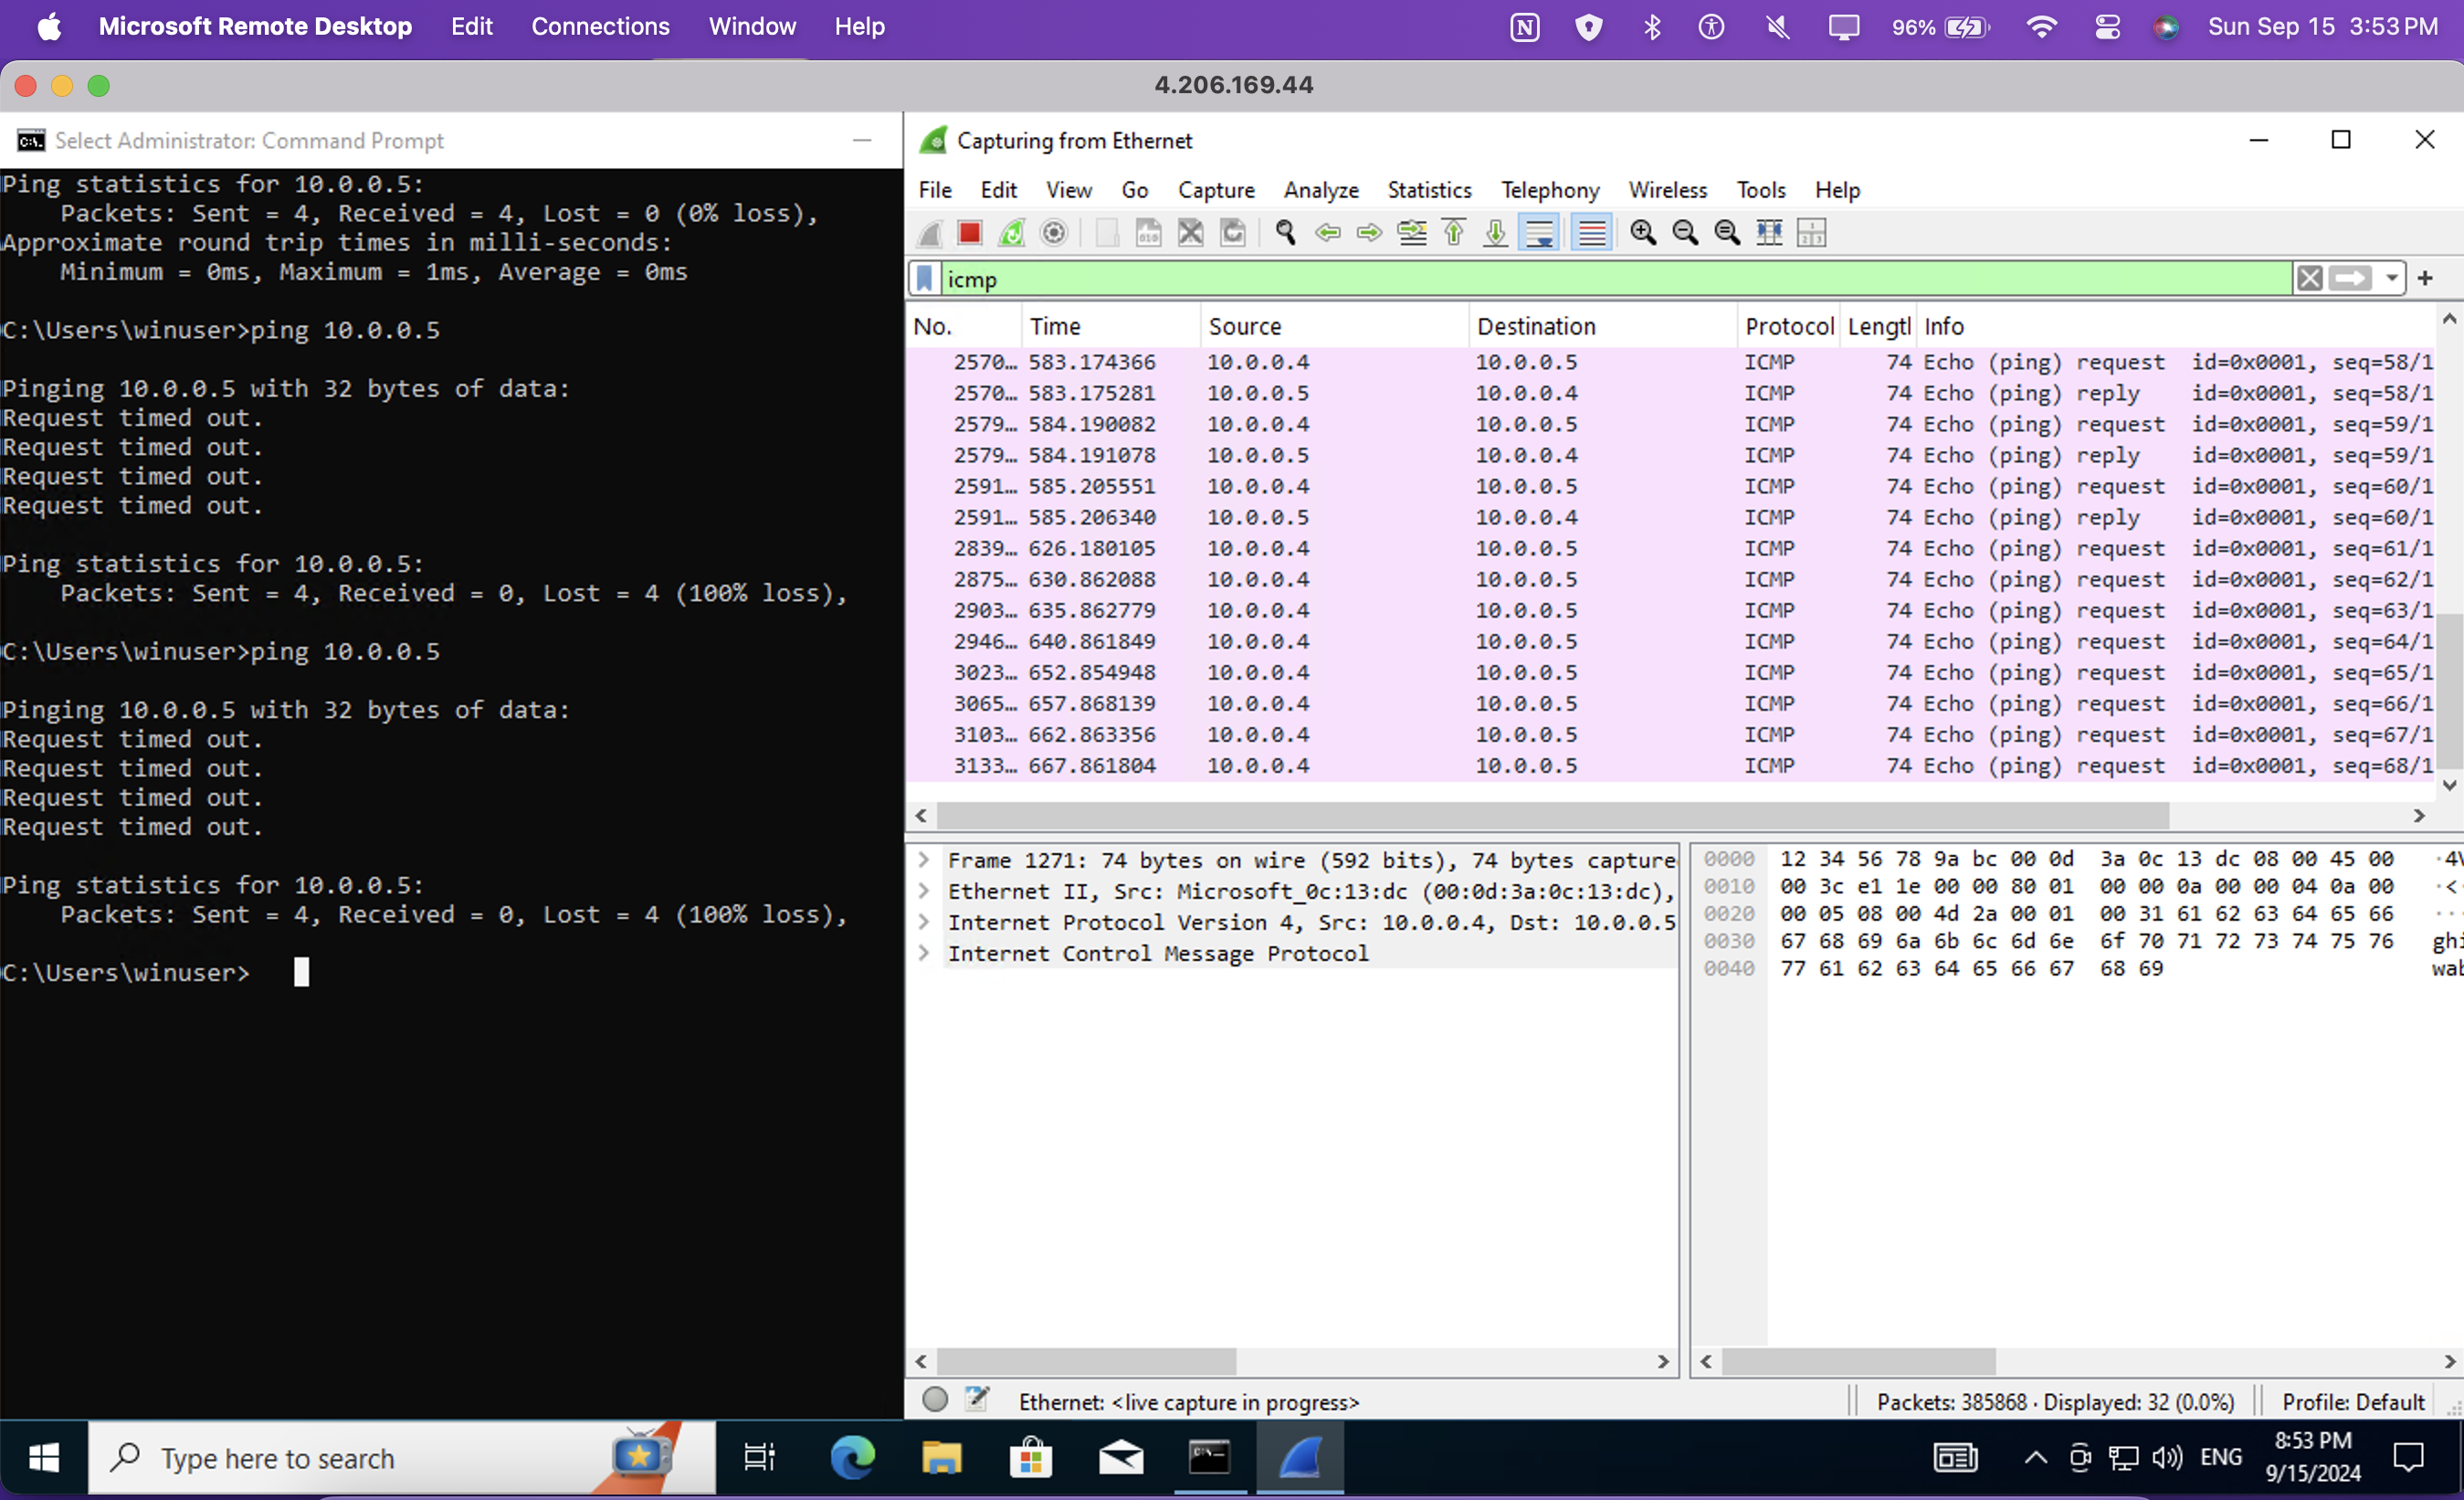 Microsoft Remote Desktop Edit Connections Window Help 96% Sun Sep 15 3:53 PM
4.206.169.44
Select Administrator: Command Prompt
Ping statistics for 10.0.0.5:
Packets: Sent = 4, Received = 4, Lost = 0 (0% loss),
Approximate round trip times in milli-seconds:
Minimum = 0ms, Maximum = 1ms, Average = 0ms
C:\Users\winuser>ping 10.0.0.5
Pinging 10.0.0.5 with 32 bytes of data:
Request timed out.
Request timed out.
Request timed out.
Request timed out.
Ping statistics for 10.0.0.5:
Packets: Sent = 4, Received = 0, Lost = 4 (100% loss),
C:\Users\winuser>ping 10.0.0.5
Pinging 10.0.0.5 with 32 bytes of data:
Request timed out.
Request timed out.
Request timed out.
Request timed out.
Ping statistics for 10.0.0.5:
Packets: Sent = 4, Received = 0, Lost = 4 (100% loss),
C:\Users\winuser>
Capturing from Ethernet
File Edit View Go Capture Analyze Statistics Telephony Wireless Tools Help
icmp
No. Time Source Destination Protocol Lengtl Info
2570… 583.174366 10.0.0.4 10.0.0.5 ICMP 74 Echo (ping) request id=0x0001, seq=58/1
2570… 583.175281 10.0.0.5 10.0.0.4 ICMP 74 Echo (ping) reply id=0x0001, seq=58/1
2579… 584.190082 10.0.0.4 10.0.0.5 ICMP 74 Echo (ping) request id=0x0001, seq=59/1
2579… 584.191078 10.0.0.5 10.0.0.4 ICMP 74 Echo (ping) reply id=0x0001, seq=59/1
2591… 585.205551 10.0.0.4 10.0.0.5 ICMP 74 Echo (ping) request id=0x0001, seq=60/1
2591… 585.206340 10.0.0.5 10.0.0.4 ICMP 74 Echo (ping) reply id=0x0001, seq=60/1
2839… 626.180105 10.0.0.4 10.0.0.5 ICMP 74 Echo (ping) request id=0x0001, seq=61/1
2875… 630.862088 10.0.0.4 10.0.0.5 ICMP 74 Echo (ping) request id=0x0001, seq=62/1
2903… 635.862779 10.0.0.4 10.0.0.5 ICMP 74 Echo (ping) request id=0x0001, seq=63/1
2946… 640.861849 10.0.0.4 10.0.0.5 ICMP 74 Echo (ping) request id=0x0001, seq=64/1
3023… 652.854948 10.0.0.4 10.0.0.5 ICMP 74 Echo (ping) request id=0x0001, seq=65/1
3065… 657.868139 10.0.0.4 10.0.0.5 ICMP 74 Echo (ping) request id=0x0001, seq=66/1
3103… 662.863356 10.0.0.4 10.0.0.5 ICMP 74 Echo (ping) request id=0x0001, seq=67/1
3133… 667.861804 10.0.0.4 10.0.0.5 ICMP 74 Echo (ping) request id=0x0001, seq=68/1
Frame 1271: 74 bytes on wire (592 bits), 74 bytes capture
Ethernet II, Src: Microsoft_0c:13:dc (00:0d:3a:0c:13:dc),
Internet Protocol Version 4, Src: 10.0.0.4, Dst: 10.0.0.5
Internet Control Message Protocol
0000 12 34 56 78 9a bc 00 0d 3a 0c 13 dc 08 00 45 00 ·4V
0010 00 3c e1 1e 00 00 80 01 00 00 0a 00 00 04 0a 00 ·<
0020 00 05 08 00 4d 2a 00 01 00 31 61 62 63 64 65 66 ···
0030 67 68 69 6a 6b 6c 6d 6e 6f 70 71 72 73 74 75 76 ghi
0040 77 61 62 63 64 65 66 67 68 69 wab
Ethernet: <live capture in progress> Packets: 385868 · Displayed: 32 (0.0%) Profile: Default
Type here to search
ENG
8:53 PM
9/15/2024